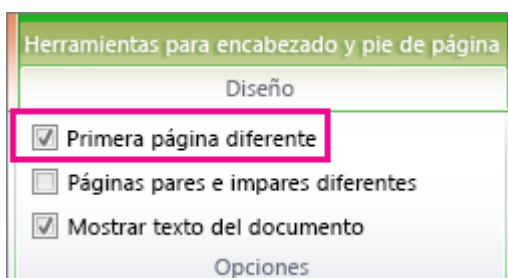 Herramientas para encabezado y pie de página
Diseño
Primera página diferente
Páginas pares e impares diferentes
Mostrar texto del documento
Opciones